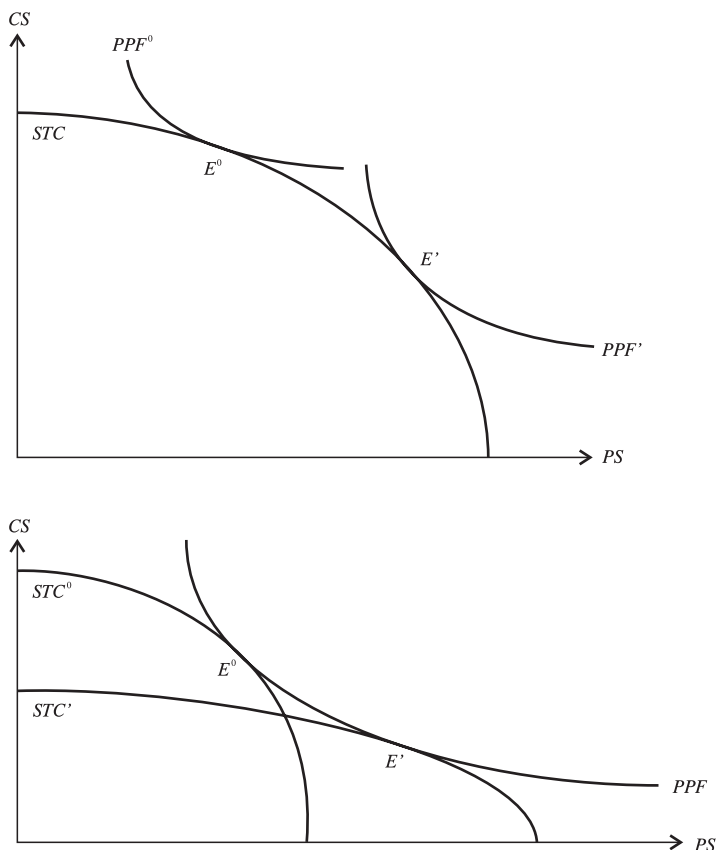 CS
PPF⁰
STC
E⁰
E’
PPF’
PS
CS
STC⁰
E⁰
STC’
E’
PPF
PS